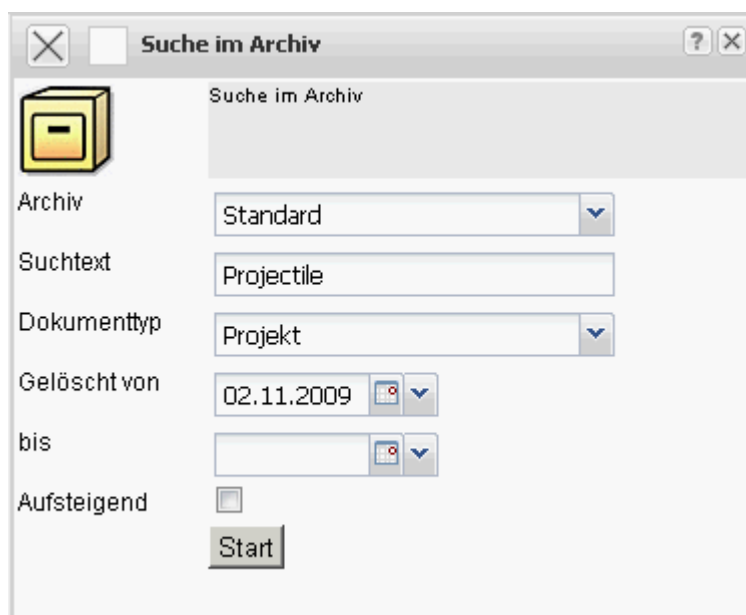 Suche im Archiv
Suche im Archiv
Archiv Standard
Suchtext Projectile
Dokumenttyp Projekt
Gelöscht von 02.11.2009
bis
Aufsteigend
Start